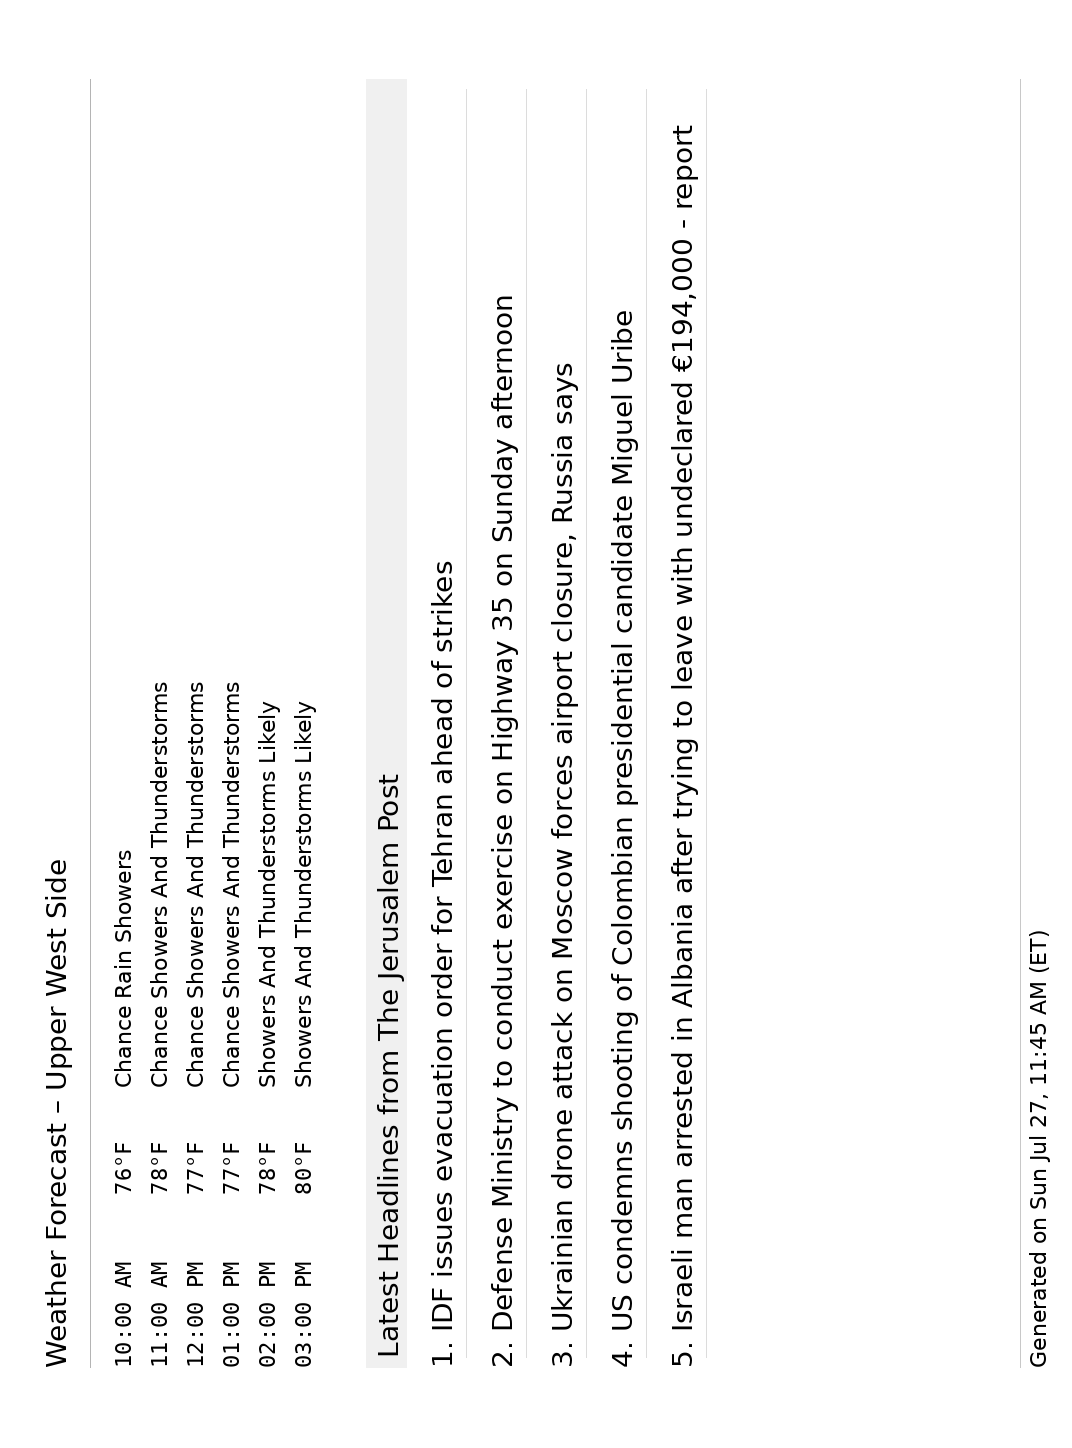 Weather Forecast – Upper West Side
10:00 AM 76°F Chance Rain Showers
11:00 AM 78°F Chance Showers And Thunderstorms
12:00 PM 77°F Chance Showers And Thunderstorms
01:00 PM 77°F Chance Showers And Thunderstorms
02:00 PM 78°F Showers And Thunderstorms Likely
03:00 PM 80°F Showers And Thunderstorms Likely
Latest Headlines from The Jerusalem Post
1. IDF issues evacuation order for Tehran ahead of strikes
2. Defense Ministry to conduct exercise on Highway 35 on Sunday afternoon
3. Ukrainian drone attack on Moscow forces airport closure, Russia says
4. US condemns shooting of Colombian presidential candidate Miguel Uribe
5. Israeli man arrested in Albania after trying to leave with undeclared €194,000 - report
Generated on Sun Jul 27, 11:45 AM (ET)